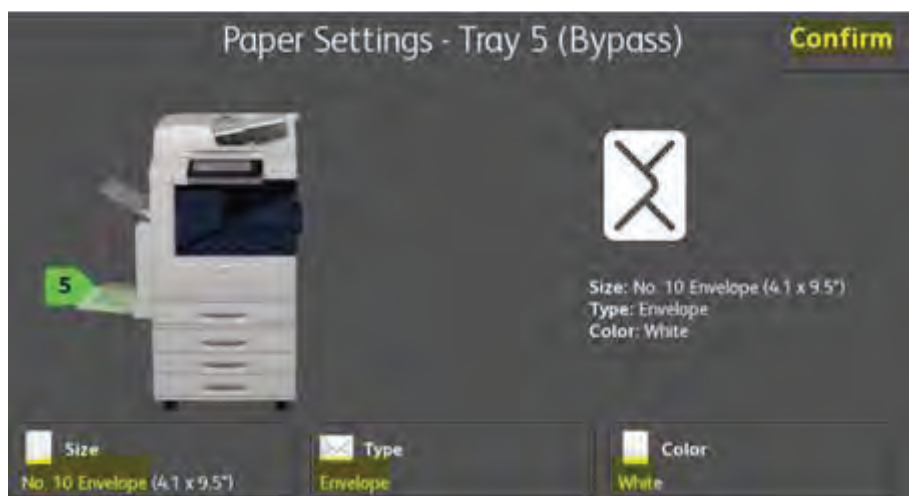 Paper Settings - Tray 5 (Bypass)
Confirm
5
Size: No. 10 Envelope (4.1 x 9.5")
Type: Envelope
Color: White
Size
No. 10 Envelope (4.1 x 9.5")
Type
Envelope
Color
White